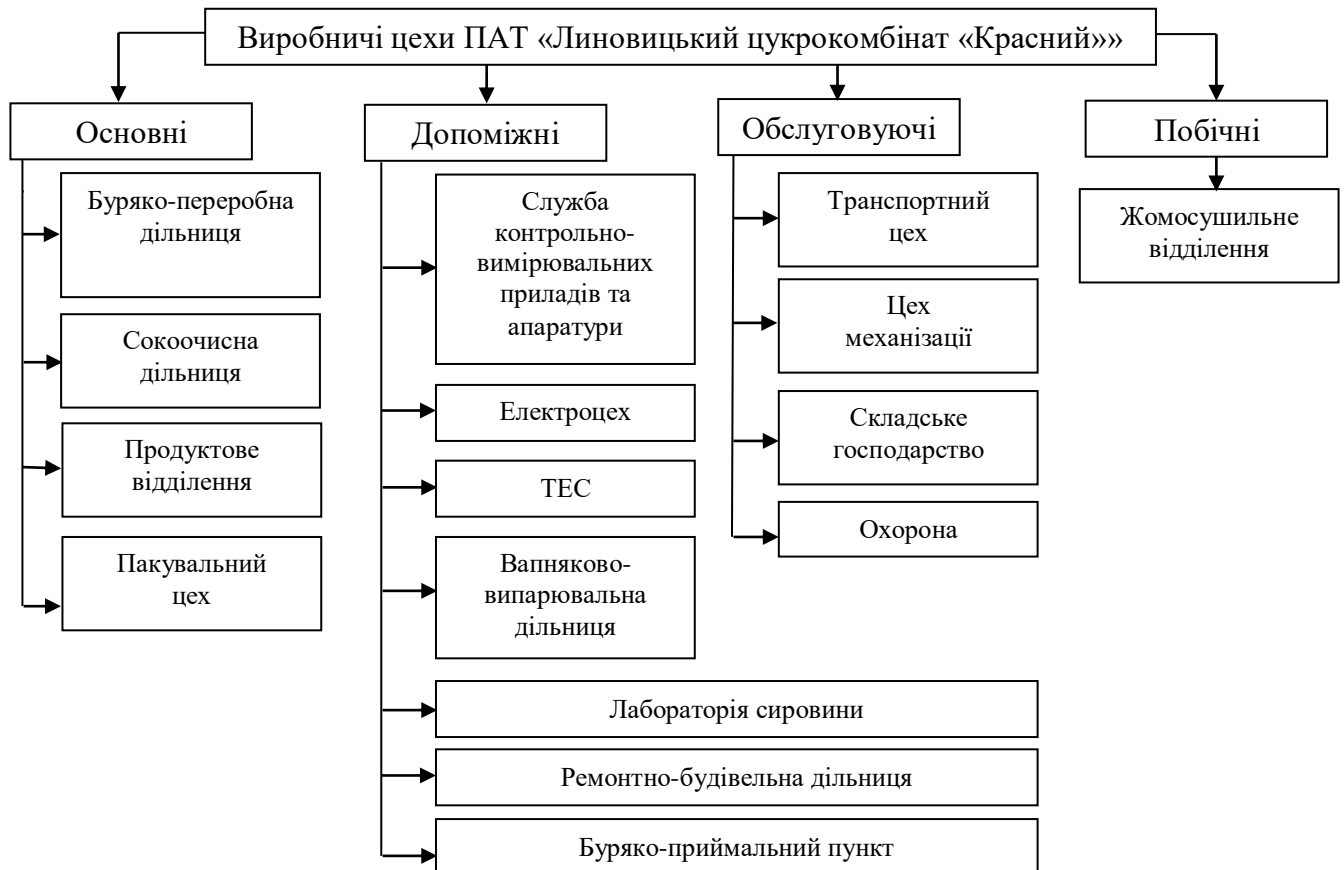 Виробничі цехи ПАТ «Линовицький цукрокомбінат «Красний»»
Основні
Буряко-переробна
дільниця
Сокоочисна
дільниця
Продуктове
відділення
Пакувальний
цех
Допоміжні
Служба
контрольно-
вимірювальних
приладів та
апаратури
Електроцех
ТЕС
Вапняково-
випарювальна
дільниця
Лабораторія сировини
Ремонтно-будівельна дільниця
Буряко-приймальний пункт
Обслуговуючі
Транспортний
цех
Цех
механізації
Складське
господарство
Охорона
Побічні
Жомосушильне
відділення